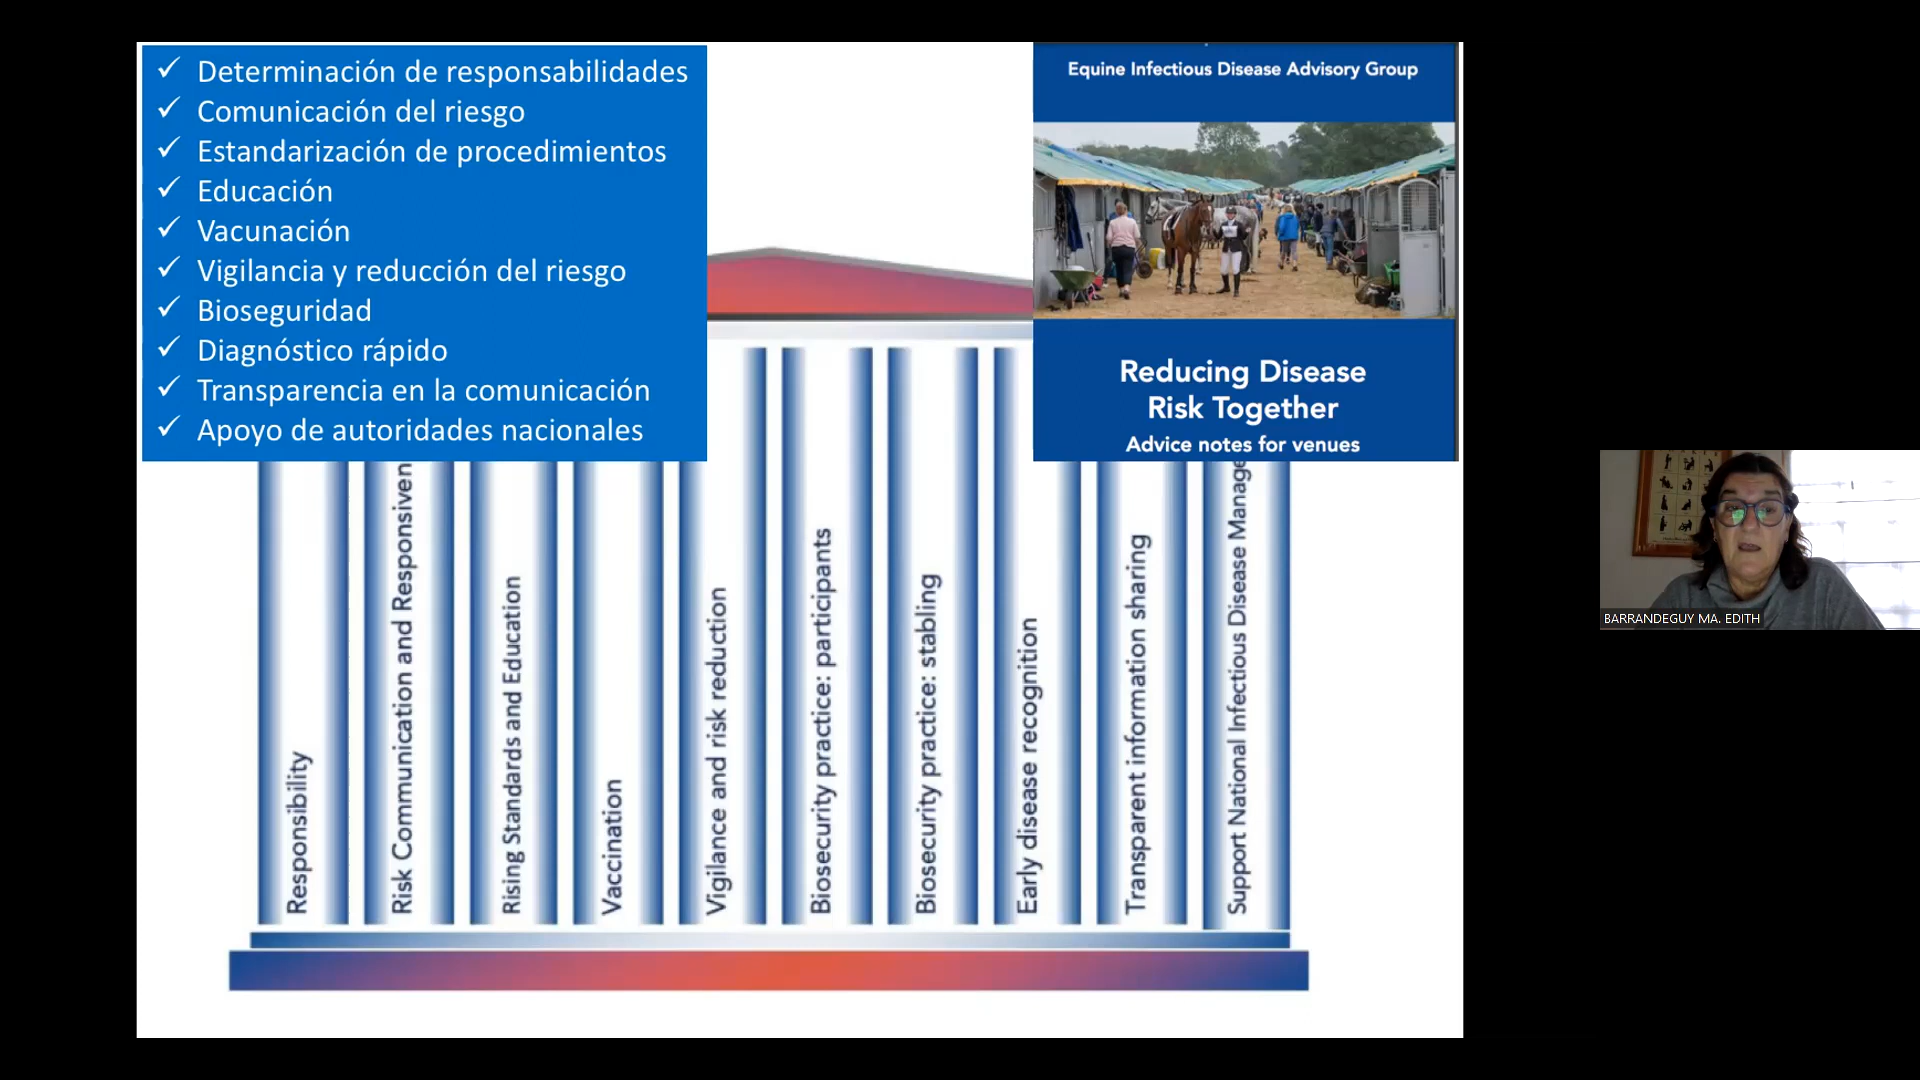 Determinación de responsabilidades
Comunicación del riesgo
Estandarización de procedimientos
Educación
Vacunación
Vigilancia y reducción del riesgo
Bioseguridad
Diagnóstico rápido
Transparencia en la comunicación
Apoyo de autoridades nacionales
Equine Infectious Disease Advisory Group
Reducing Disease
Risk Together
Advice notes for venues
Responsibility
Risk Communication and Responsiven
Rising Standards and Education
Vaccination
Vigilance and risk reduction
Biosecurity practice: participants
Biosecurity practice: stabling
Early disease recognition
Transparent information sharing
Support National Infectious Disease Manage
BARRANDEGUY MA. EDITH